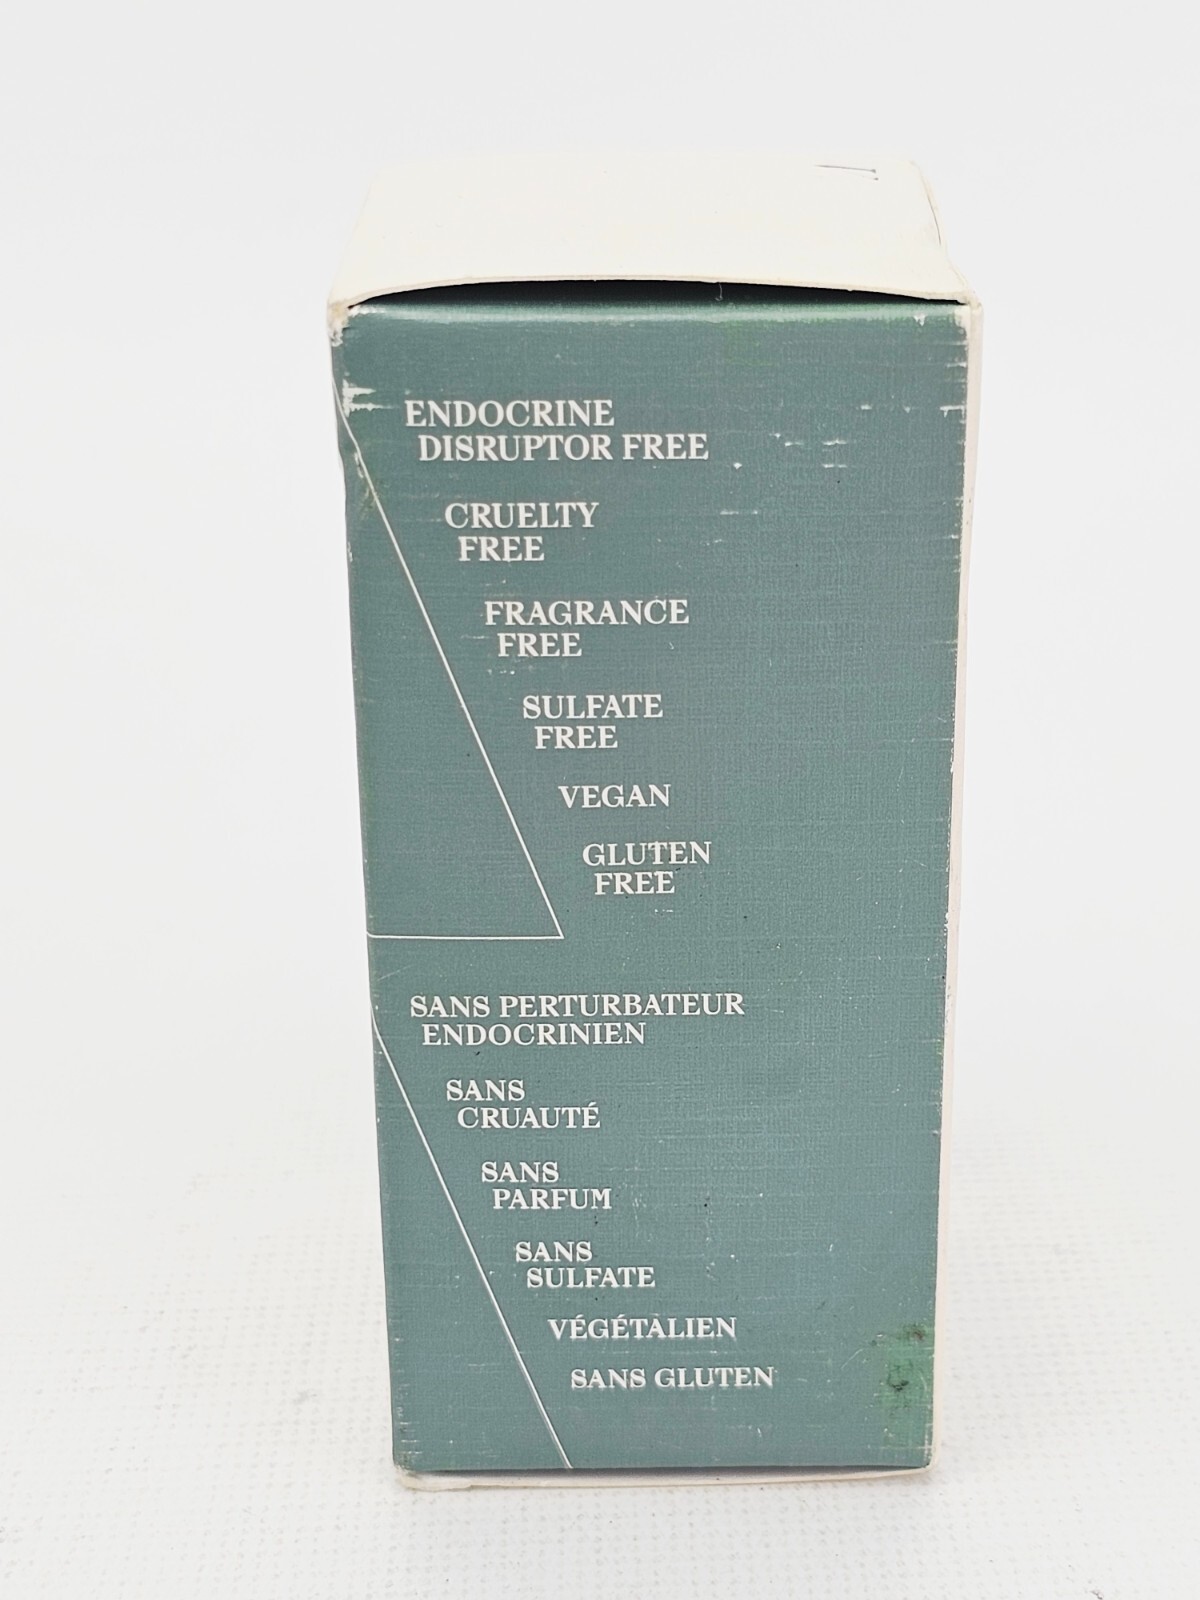 ENDOCRINE
DISRUPTOR FREE
CRUELTY
FREE
FRAGRANCE
FREE
SULFATE
FREE
VEGAN
GLUTEN
FREE
SANS PERTURBATEUR
ENDOCRINIEN
SANS
CRUAUTÉ
SANS
PARFUM
SANS
SULFATE
VÉGÉTALIEN
SANS GLUTEN